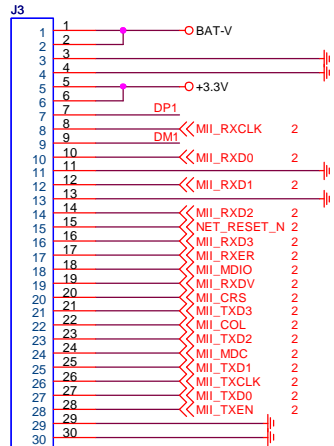 J3
1 1 BAT-V
2 2
3 3
4 4
5 5 +3.3V
6 6
7 7 DP1
8 8 MII_RXCLK 2
9 9 DM1
10 10 MII_RXD0 2
11 11
12 12 MII_RXD1 2
13 13
14 14 MII_RXD2 2
15 15 NET_RESET_N 2
16 16 MII_RXD3 2
17 17 MII_RXER 2
18 18 MII_MDIO 2
19 19 MII_RXDV 2
20 20 MII_CRS 2
21 21 MII_TXD3 2
22 22 MII_COL 2
23 23 MII_TXD2 2
24 24 MII_MDC 2
25 25 MII_TXD1 2
26 26 MII_TXCLK 2
27 27 MII_TXD0 2
28 28 MII_TXEN 2
29 29
30 30